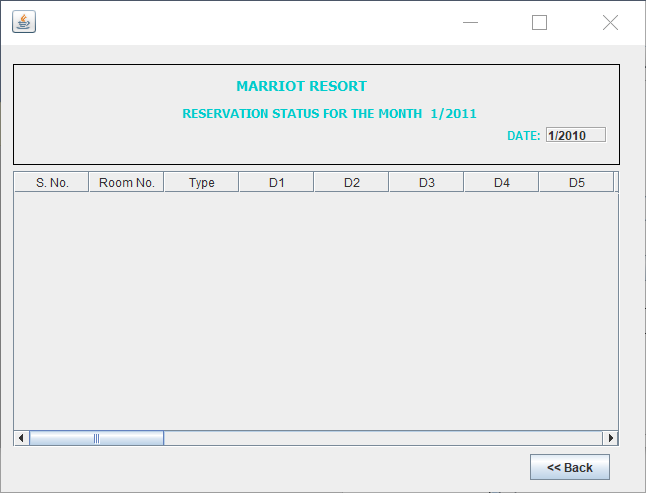 MARRIOT RESORT
RESERVATION STATUS FOR THE MONTH 1/2011
DATE: 1/2010
S. No. Room No. Type D1 D2 D3 D4 D5
<< Back